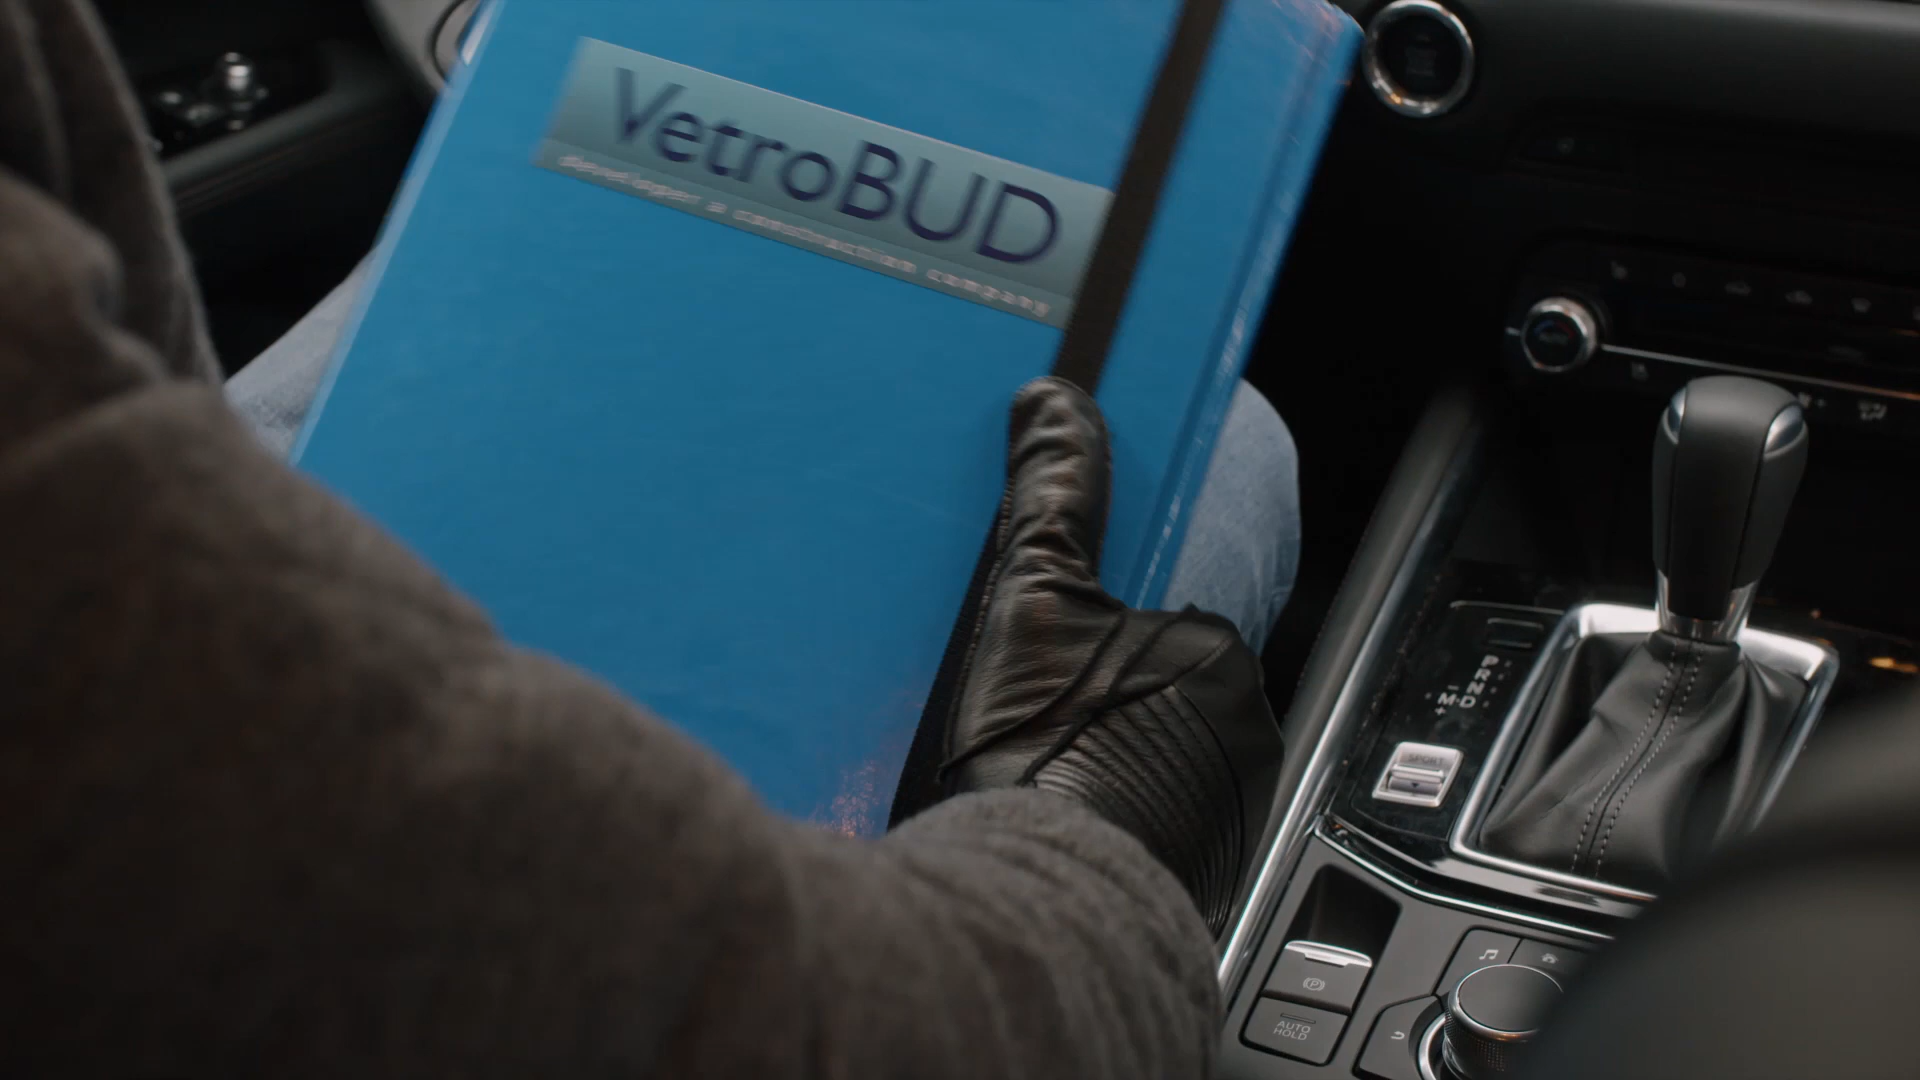 VetroBUD
developer a construction company
P
R
N
M D
SPORT
AUTO
HOLD